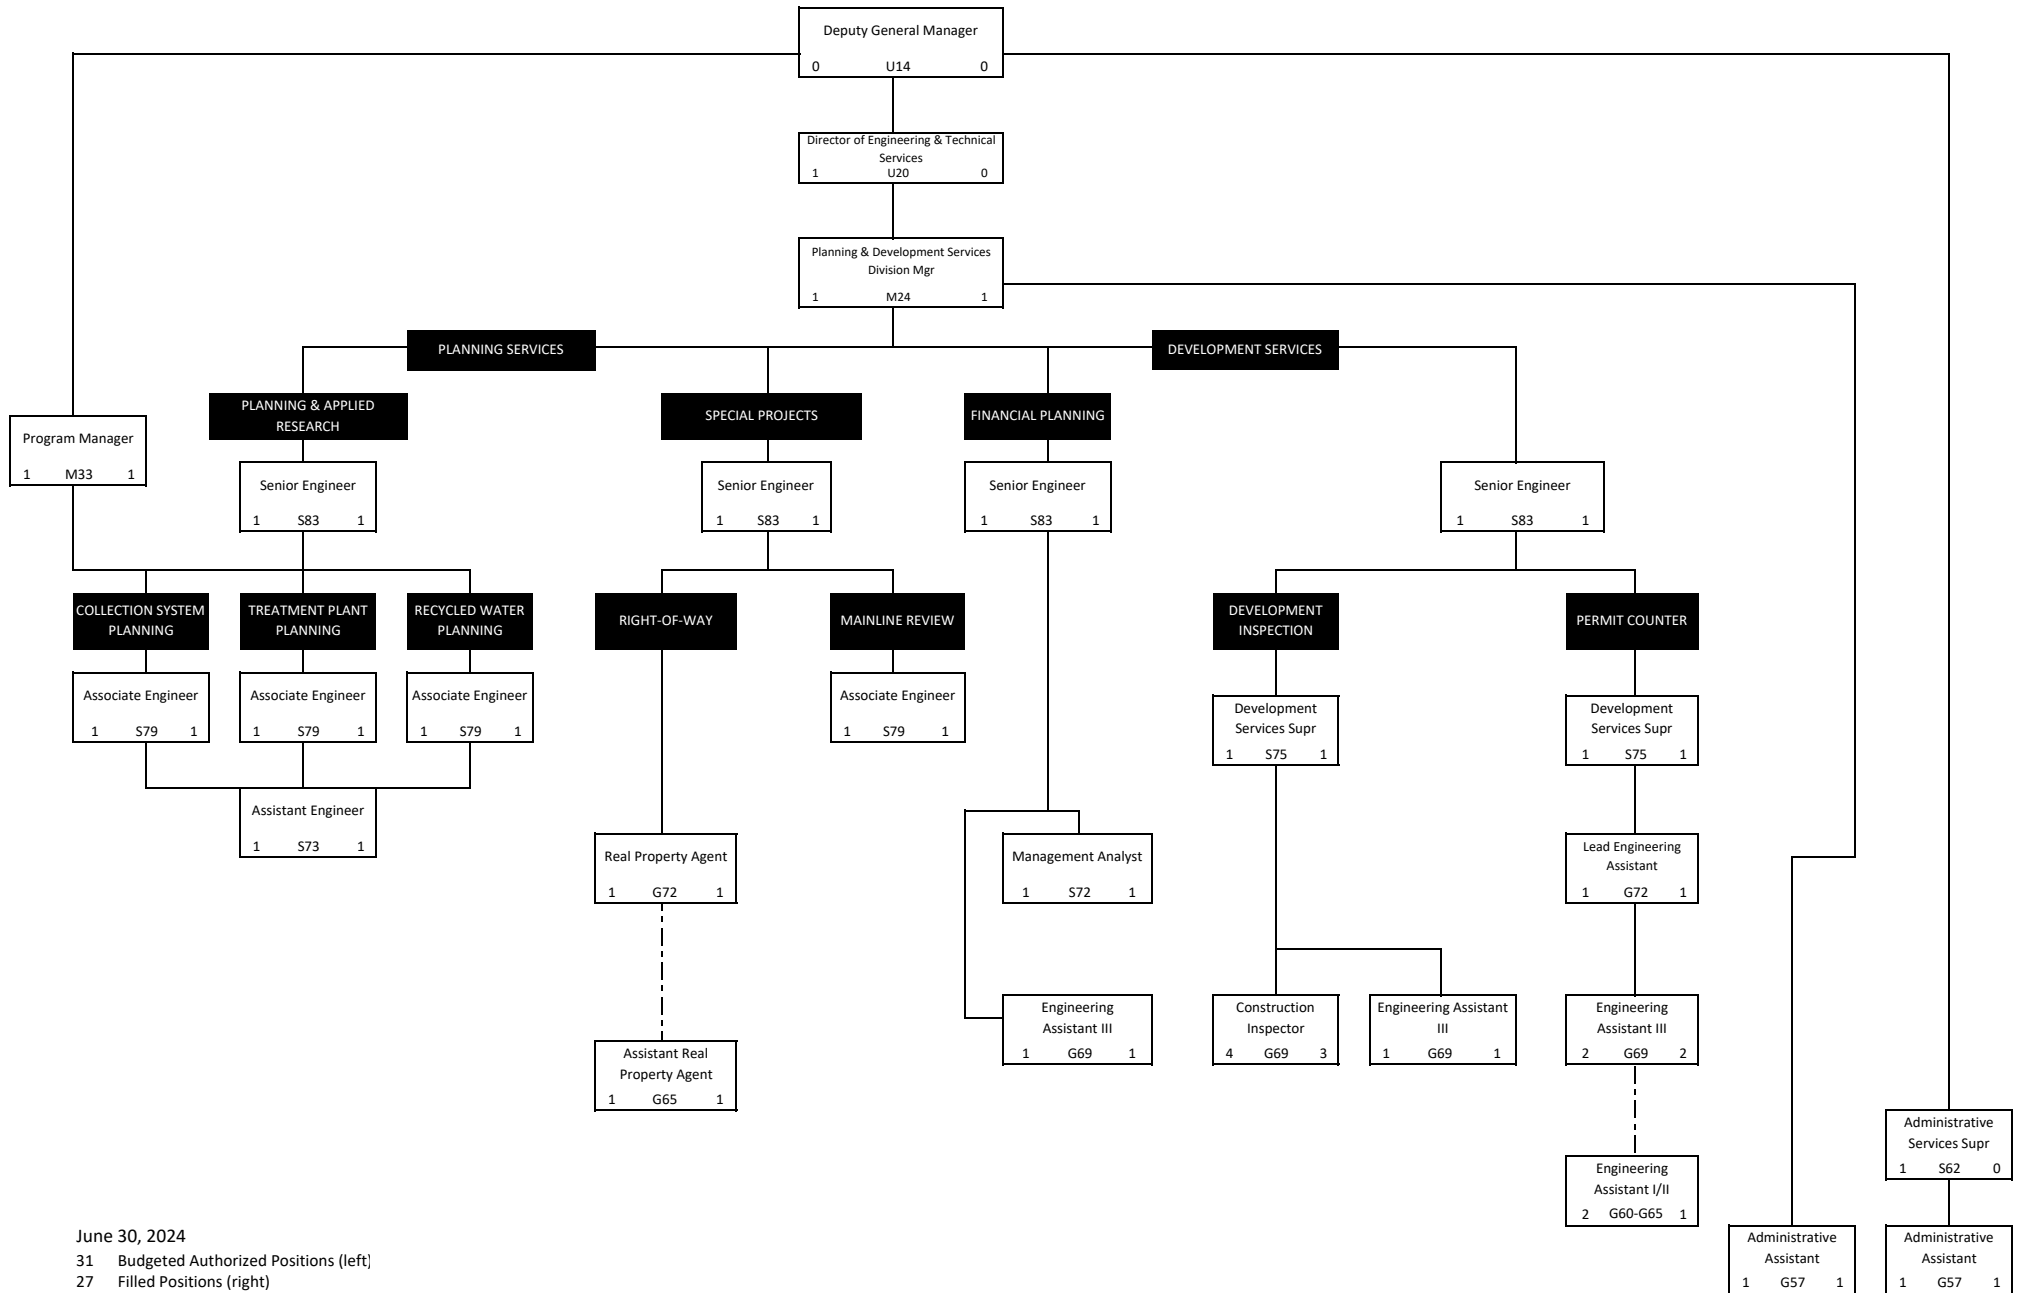 Deputy General Manager
0 U14 0
Director of Engineering & Technical
Services
1 U20 0
Planning & Development Services
Division Mgr
1 M24 1
PLANNING SERVICES
DEVELOPMENT SERVICES
PLANNING & APPLIED
RESEARCH
SPECIAL PROJECTS
FINANCIAL PLANNING
Program Manager
1 M33 1
Senior Engineer
1 S83 1
Senior Engineer
1 S83 1
Senior Engineer
1 S83 1
Senior Engineer
1 S83 1
COLLECTION SYSTEM
PLANNING
TREATMENT PLANT
PLANNING
RECYCLED WATER
PLANNING
RIGHT-OF-WAY
MAINLINE REVIEW
DEVELOPMENT
INSPECTION
PERMIT COUNTER
Associate Engineer
1 S79 1
Associate Engineer
1 S79 1
Associate Engineer
1 S79 1
Associate Engineer
1 S79 1
Development
Services Supr
1 S75 1
Development
Services Supr
1 S75 1
Assistant Engineer
1 S73 1
Real Property Agent
1 G72 1
Management Analyst
1 S72 1
Lead Engineering
Assistant
1 G72 1
Engineering
Assistant III
1 G69 1
Construction
Inspector
4 G69 3
Engineering Assistant
III
1 G69 1
Engineering
Assistant III
2 G69 2
Assistant Real
Property Agent
1 G65 1
Administrative
Services Supr
1 S62 0
Engineering
Assistant I/II
2 G60-G65 1
Administrative
Assistant
1 G57 1
Administrative
Assistant
1 G57 1
June 30, 2024
31 Budgeted Authorized Positions (left)
27 Filled Positions (right)